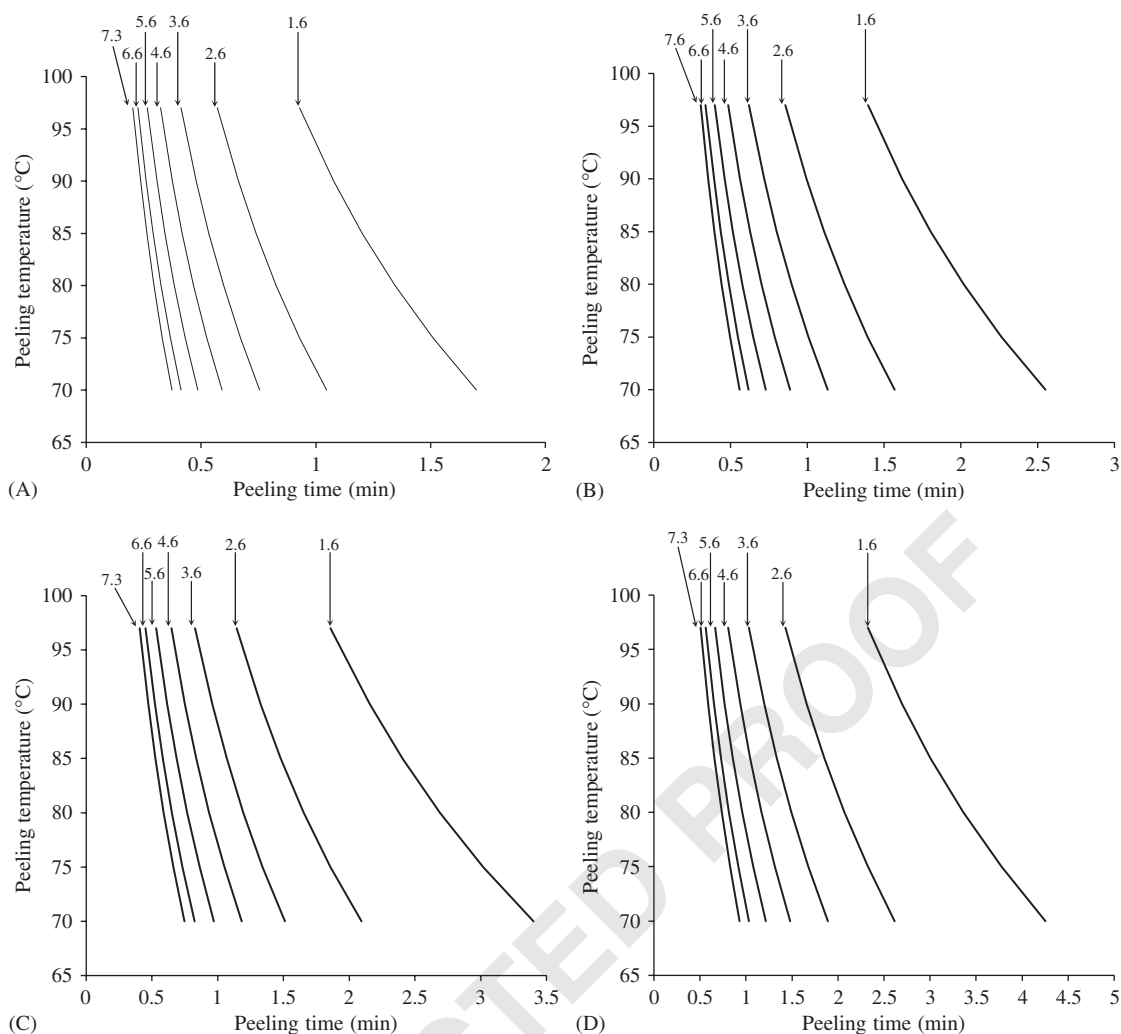 5.6 3.6 1.6
7.3
6.6 4.6 2.6
100
95
90
85
80
75
70
65
Peeling temperature (°C)
0 0.5 1 1.5 2
(A) Peeling time (min)
5.6 3.6 1.6
7.6
6.6 4.6 2.6
100
95
90
85
80
75
70
65
Peeling temperature (°C)
0 0.5 1 1.5 2 2.5 3
(B) Peeling time (min)
6.6 4.6 2.6 1.6
7.3 5.6 3.6
100
95
90
85
80
75
70
65
Peeling temperature (°C)
0 0.5 1 1.5 2 2.5 3 3.5
(C) Peeling time (min)
7.3 5.6 3.6 1.6
6.6 4.6 2.6
100
95
90
85
80
75
70
65
Peeling temperature (°C)
0 0.5 1 1.5 2 2.5 3 3.5 4 4.5 5
(D) Peeling time (min)
CTED PROOF